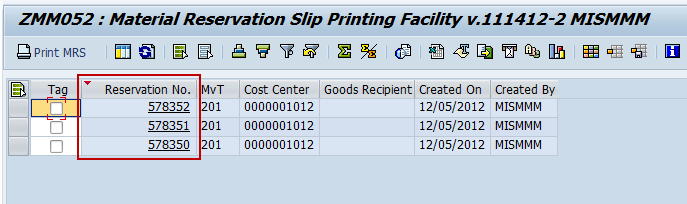 ZMM052 : Material Reservation Slip Printing Facility v.111412-2 MISMMM
Print MRS
Tag Reservation No. MvT Cost Center Goods Recipient Created On Created By
578352 201 0000001012 12/05/2012 MISMMM
578351 201 0000001012 12/05/2012 MISMMM
578350 201 0000001012 12/05/2012 MISMMM